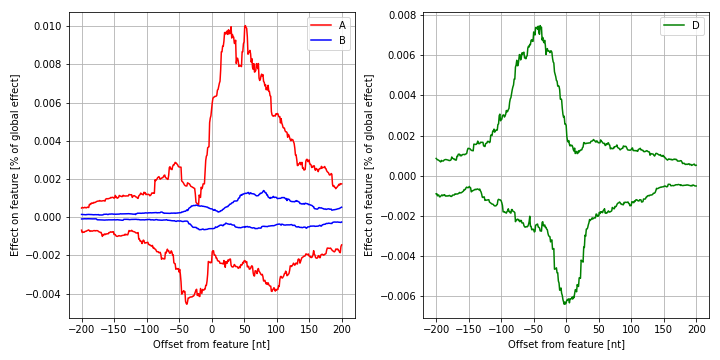 A
B
0.010
0.008
0.006
0.004
0.002
0.000
−0.002
−0.004
Effect on feature [% of global effect]
−200 −150 −100 −50 0 50 100 150 200
Offset from feature [nt]
D
0.008
0.006
0.004
0.002
0.000
−0.002
−0.004
−0.006
Effect on feature [% of global effect]
−200 −150 −100 −50 0 50 100 150 200
Offset from feature [nt]